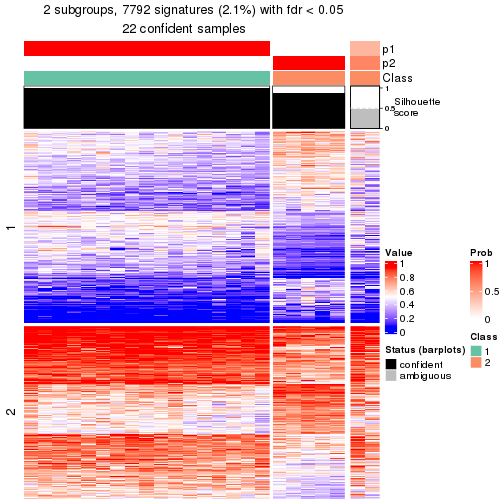 2 subgroups, 7792 signatures (2.1%) with fdr < 0.05
22 confident samples
p1
p2
Class
1
0.5
0
Silhouette
score
1
2
Value
1
0.8
0.6
0.4
0.2
0
Prob
1
0.5
0
Status (barplots)
confident
ambiguous
Class
1
2